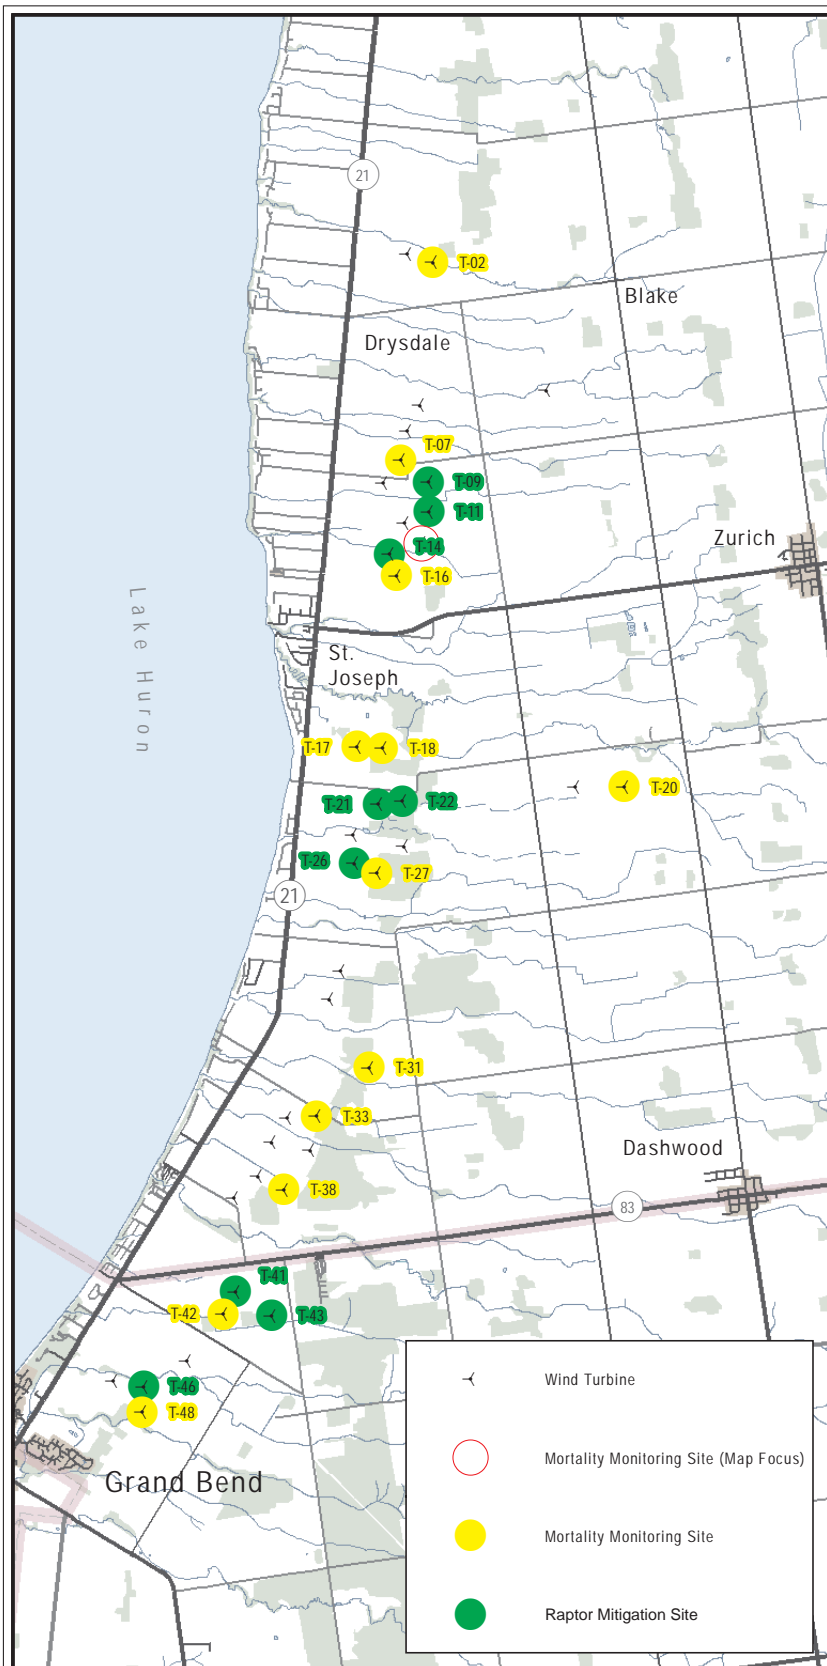 21
T-02
Blake
Drysdale
T-07
T-09
T-11
Zurich
T-14
T-16
Lake Huron
St.
Joseph
T-17
T-18
T-20
T-21
T-22
T-26
T-27
21
T-31
T-33
Dashwood
T-38
83
T-41
T-42
T-43
Wind Turbine
T-46
T-48
Mortality Monitoring Site (Map Focus)
Grand Bend
Mortality Monitoring Site
Raptor Mitigation Site